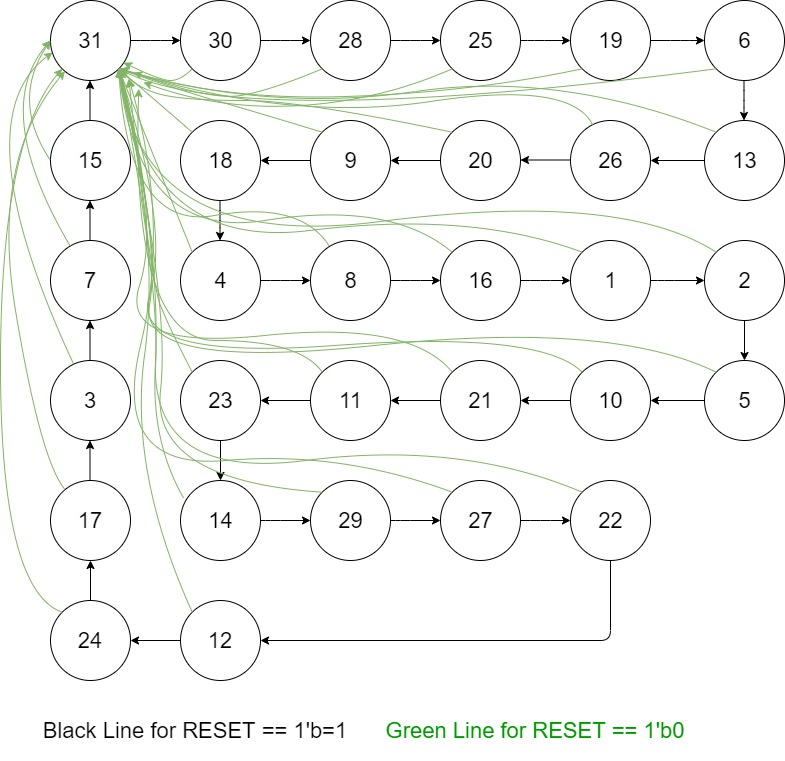 31 30 28 25 19 6
15 18 9 20 26 13
7 4 8 16 1 2
3 23 11 21 10 5
17 14 29 27 22
24 12
Black Line for RESET == 1'b=1 Green Line for RESET == 1'b0